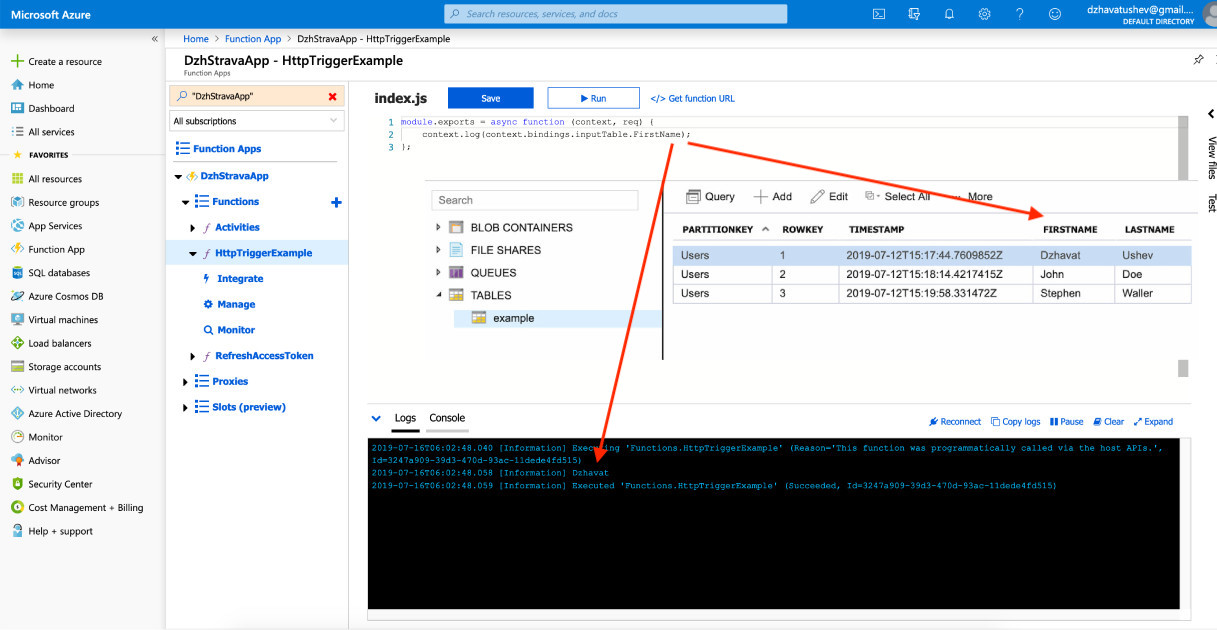 Microsoft Azure
Search resources, services, and docs
dzhavatushev@gmail....
DEFAULT DIRECTORY
«
Create a resource
Home
Dashboard
All services
FAVORITES
All resources
Resource groups
App Services
Function App
SQL databases
Azure Cosmos DB
Virtual machines
Load balancers
Storage accounts
Virtual networks
Azure Active Directory
Monitor
Advisor
Security Center
Cost Management + Billing
Help + support
Home > Function App > DzhStravaApp - HttpTriggerExample
DzhStravaApp - HttpTriggerExample
Function Apps
"DzhStravaApp"
All subscriptions
Function Apps
DzhStravaApp
Functions
Activities
HttpTriggerExample
Integrate
Manage
Monitor
RefreshAccessToken
Proxies
Slots (preview)
index.js Save Run </> Get function URL
1 module.exports = async function (context, req) {
2 context.log(context.bindings.inputTable.FirstName);
3 };
View files
Test
Search
BLOB CONTAINERS
FILE SHARES
QUEUES
TABLES
example
Query Add Edit Select All More
PARTITIONKEY ROWKEY TIMESTAMP FIRSTNAME LASTNAME
Users 1 2019-07-12T15:17:44.7609852Z Dzhavat Ushev
Users 2 2019-07-12T15:18:14.4217415Z John Doe
Users 3 2019-07-12T15:19:58.331472Z Stephen Waller
Logs Console
Reconnect Copy logs Pause Clear Expand
2019-07-16T06:02:48.040 [Information] Executing 'Functions.HttpTriggerExample' (Reason='This function was programmatically called via the host APIs.',
Id=3247a909-39d3-470d-93ac-11dede4fd515)
2019-07-16T06:02:48.058 [Information] Dzhavat
2019-07-16T06:02:48.059 [Information] Executed 'Functions.HttpTriggerExample' (Succeeded, Id=3247a909-39d3-470d-93ac-11dede4fd515)